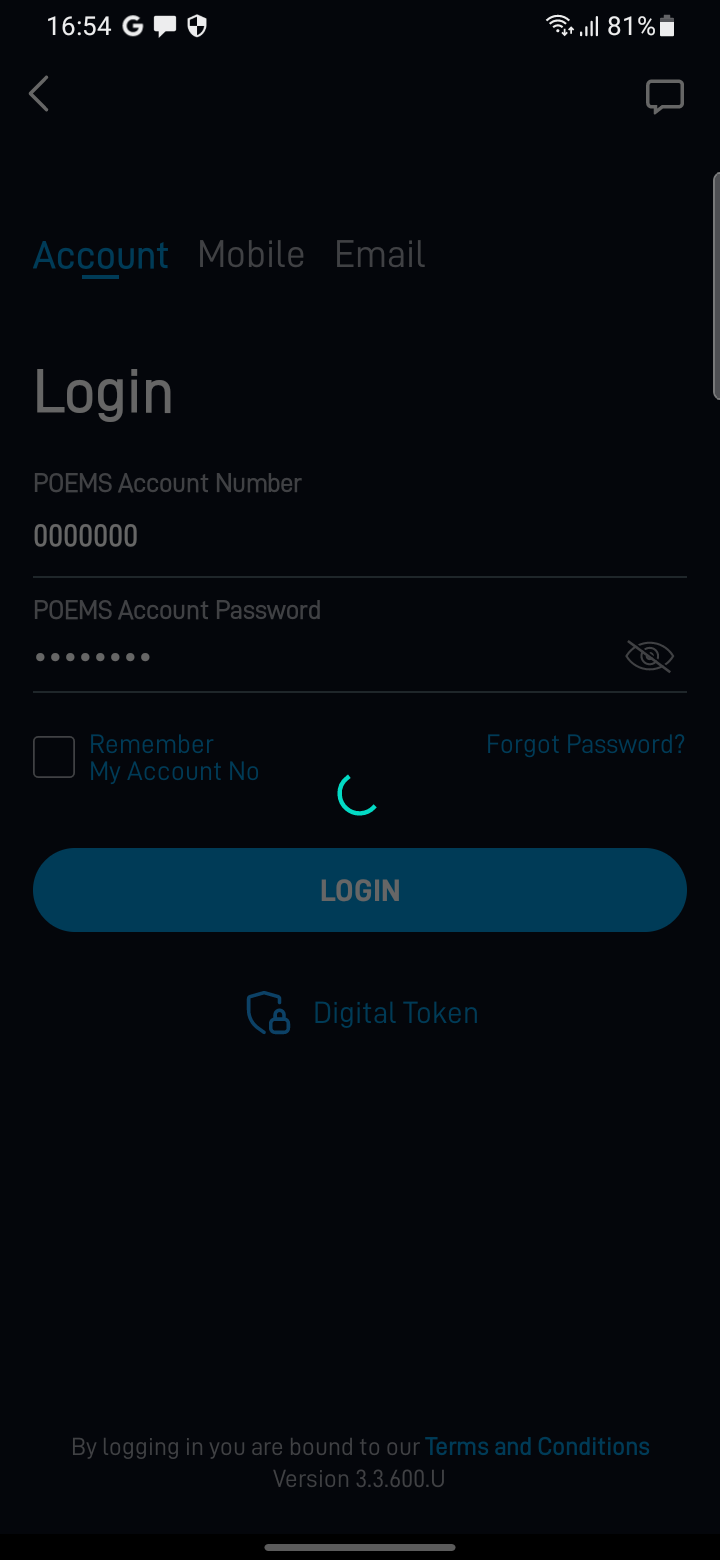 16:54 G 81%
Account Mobile Email
Login
POEMS Account Number
0000000
POEMS Account Password
••••••••
Remember
My Account No
Forgot Password?
LOGIN
Digital Token
By logging in you are bound to our Terms and Conditions
Version 3.3.600.U